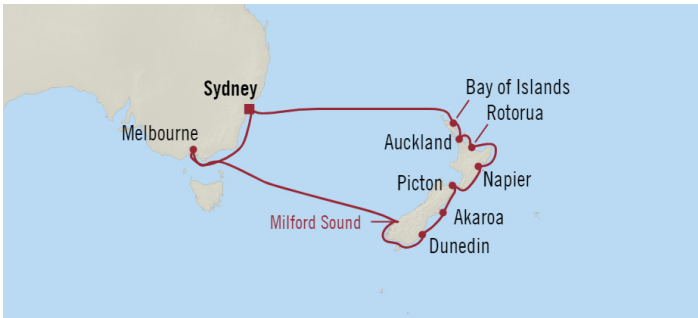 Sydney
Bay of Islands
Rotorua
Melbourne
Auckland
Picton
Napier
Milford Sound
Akaroa
Dunedin